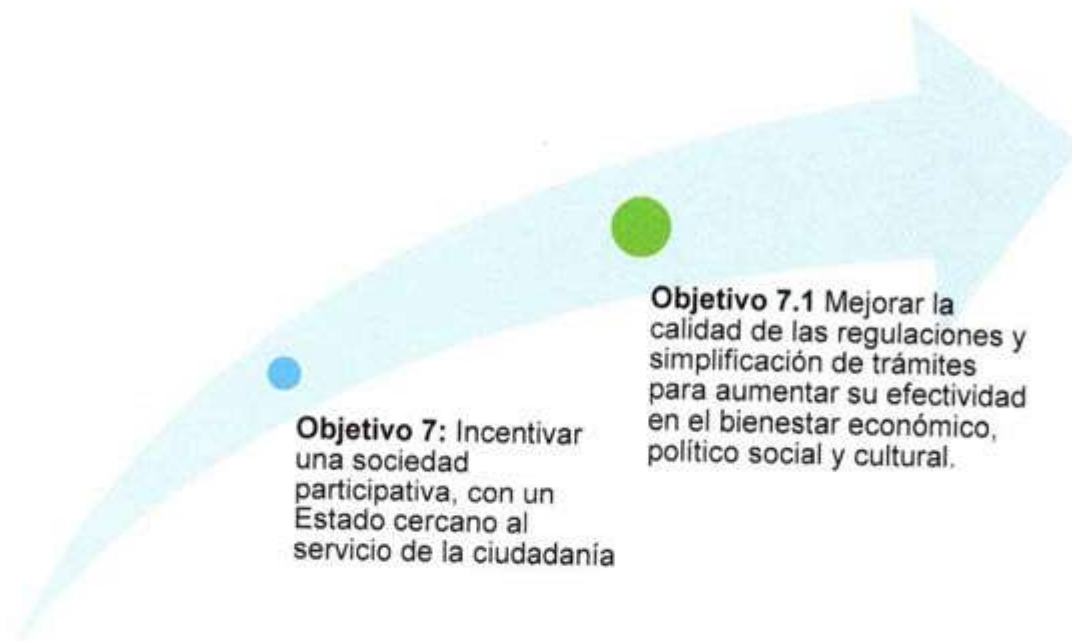 Objetivo 7: Incentivar
una sociedad
participativa, con un
Estado cercano al
servicio de la ciudadanía
Objetivo 7.1 Mejorar la
calidad de las regulaciones y
simplificación de trámites
para aumentar su efectividad
en el bienestar económico,
político social y cultural.